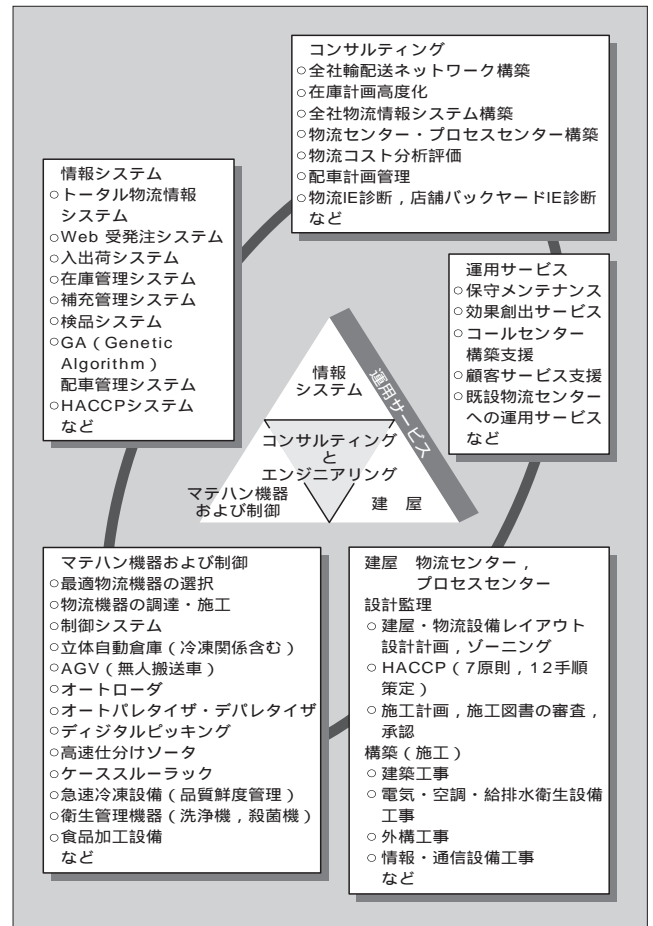 コンサルティング
○全社輸配送ネットワーク構築
○在庫計画高度化
○全社物流情報システム構築
○物流センター・プロセスセンター構築
○物流コスト分析評価
○配車計画管理
○物流IE診断，店舗バックヤードIE診断
など
情報システム
○トータル物流情報
システム
○Web 受発注システム
○入出荷システム
○在庫管理システム
○補充管理システム
○検品システム
○GA（Genetic
Algorithm）
配車管理システム
○HACCPシステム
など
運用サービス
○保守メンテナンス
○効果創出サービス
○コールセンター
構築支援
○顧客サービス支援
○既設物流センター
への運用サービス
など
情報
システム
運用サービス
コンサルティング
と
エンジニアリング
マテハン機器
および制御
建　屋
マテハン機器および制御
○最適物流機器の選択
○物流機器の調達・施工
○制御システム
○立体自動倉庫（冷凍関係含む）
○AGV（無人搬送車）
○オートローダ
○オートパレタイザ・デパレタイザ
○ディジタルピッキング
○高速仕分けソータ
○ケーススルーラック
○急速冷凍設備（品質鮮度管理）
○衛生管理機器（洗浄機，殺菌機）
○食品加工設備
など
建屋　物流センター，
プロセスセンター
設計監理
○建屋・物流設備レイアウト
設計計画，ゾーニング
○HACCP（7原則，12手順
策定）
○施工計画，施工図書の審査，
承認
構築（施工）
○建築工事
○電気・空調・給排水衛生設備
工事
○外構工事
○情報・通信設備工事
など